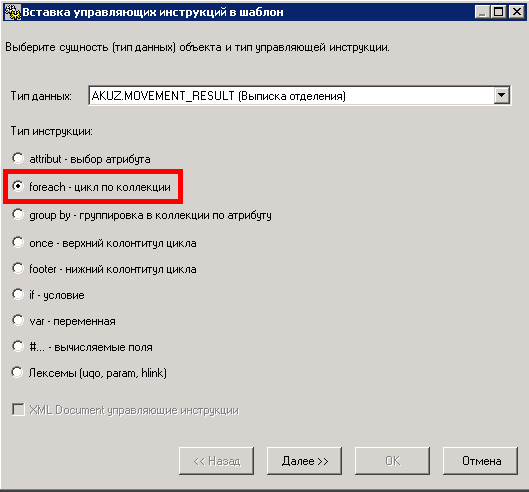 Вставка управляющих инструкций в шаблон
Выберите сущность (тип данных) объекта и тип управляющей инструкции.
Тип данных: AKUZ.MOVEMENT_RESULT (Выписка отделения)
Тип инструкции:
attribut - выбор атрибута
foreach - цикл по коллекции
group by - группировка в коллекции по атрибуту
once - верхний колонтитул цикла
footer - нижний колонтитул цикла
if - условие
var - переменная
#... - вычисляемые поля
Лексемы (uqo, param, hlink)
XML Document управляющие инструкции
<< Назад Далее >> OK Отмена